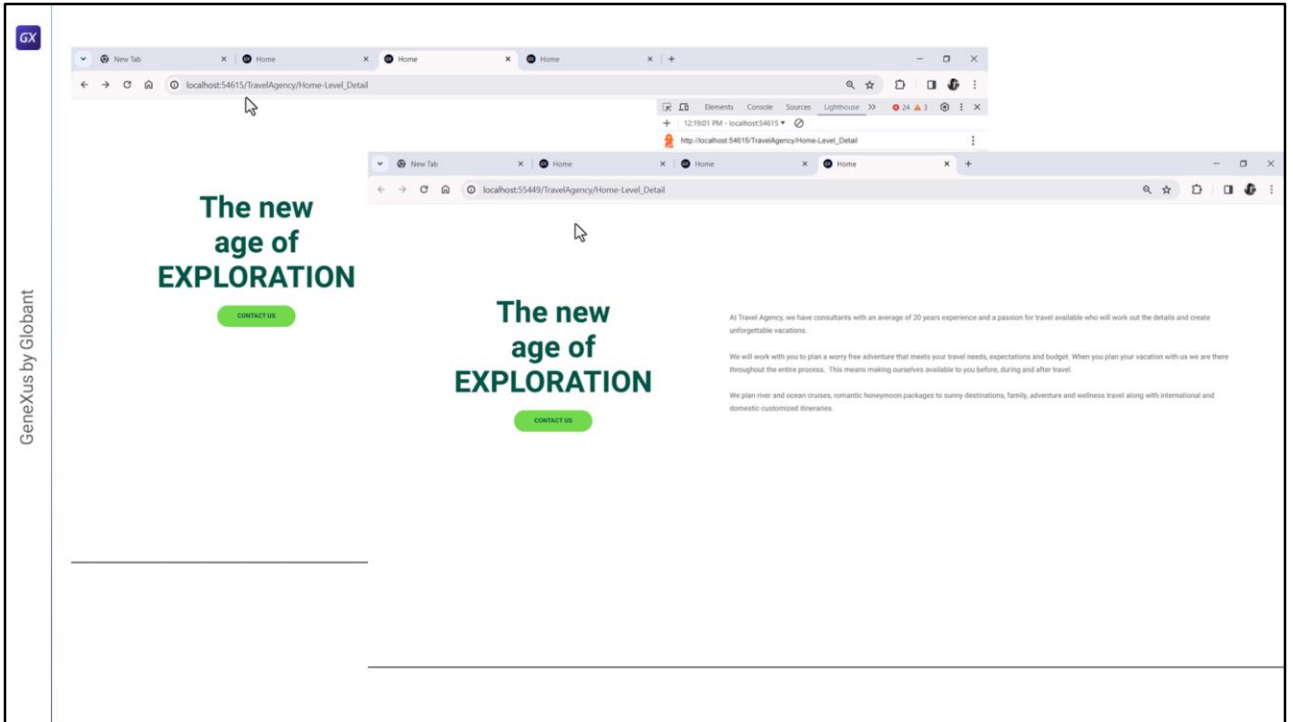 GX
GeneXus by Globant
New Tab
Home
Home
Home
localhost:54615/TravelAgency/Home-Level_Detail
Elements Console Sources Lighthouse 24 3
12:19:01 PM - localhost:54615
http://localhost:54615/TravelAgency/Home-Level_Detail
The new
age of
EXPLORATION
CONTACT US
New Tab
Home
Home
Home
localhost:55449/TravelAgency/Home-Level_Detail
The new
age of
EXPLORATION
CONTACT US
At Travel Agency, we have consultants with an average of 20 years experience and a passion for travel available who will work out the details and create
unforgettable vacations.
We will work with you to plan a worry free adventure that meets your travel needs, expectations and budget. When you plan your vacation with us we are there
throughout the entire process. This means making ourselves available to you before, during and after travel.
We plan river and ocean cruises, romantic honeymoon packages to sunny destinations, family, adventure and wellness travel along with international and
domestic customized itineraries.